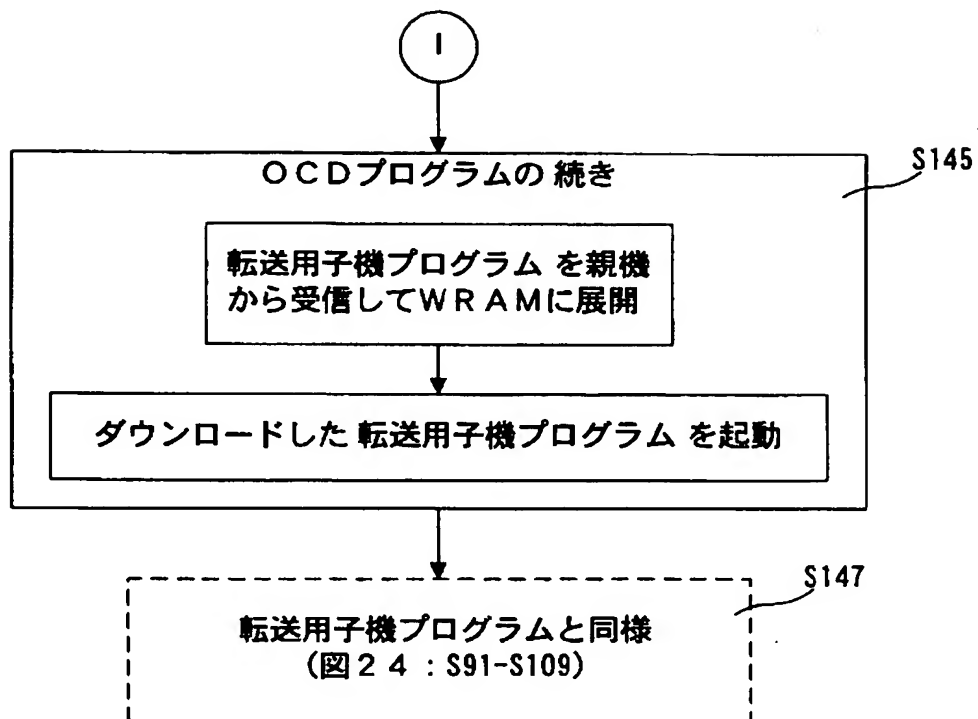 I
OCDプログラムの 続き
S145
転送用子機プログラム を親機
から受信してWRAMに展開
ダウンロードした 転送用子機プログラム を起動
S147
転送用子機プログラムと同様
(図24:S91-S109)